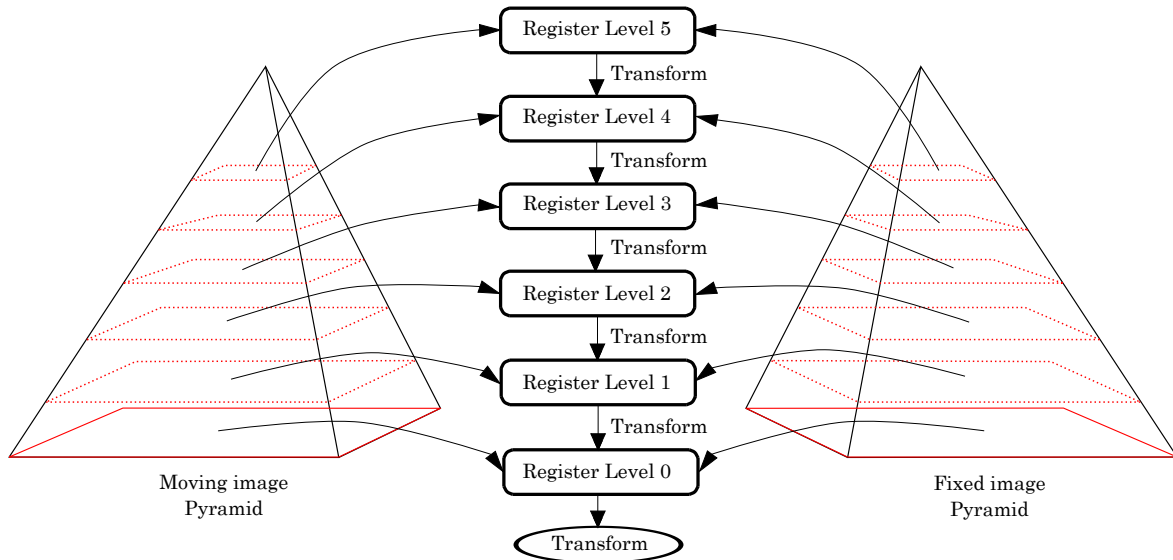 Register Level 5
Transform
Register Level 4
Transform
Register Level 3
Transform
Register Level 2
Transform
Register Level 1
Transform
Register Level 0
Moving image
Pyramid
Fixed image
Pyramid
Transform